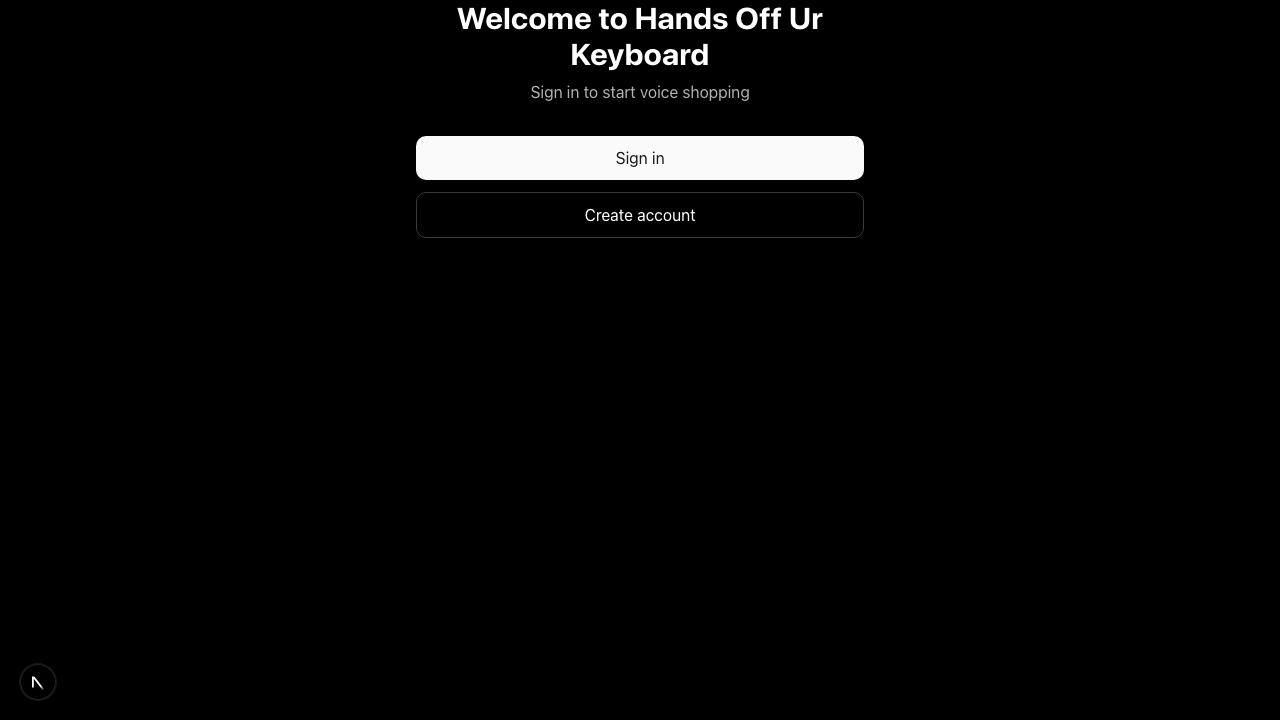 Welcome to Hands Off Ur
Keyboard
Sign in to start voice shopping
Sign in
Create account